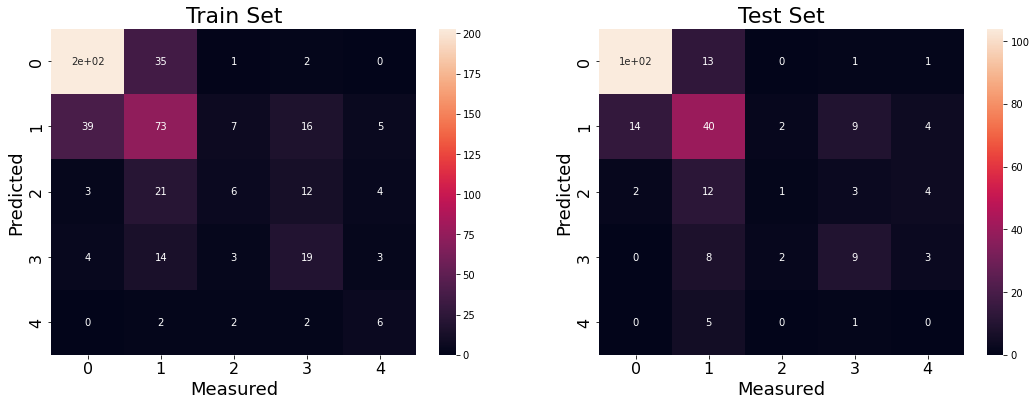 Train Set
0 2e+02 35 1 2 0
1 39 73 7 16 5
2 3 21 6 12 4
3 4 14 3 19 3
4 0 2 2 2 6
0 1 2 3 4
Measured
Predicted
200
175
150
125
100
75
50
25
0
Test Set
0 1e+02 13 0 1 1
1 14 40 2 9 4
2 2 12 1 3 4
3 0 8 2 9 3
4 0 5 0 1 0
0 1 2 3 4
Measured
Predicted
100
80
60
40
20
0